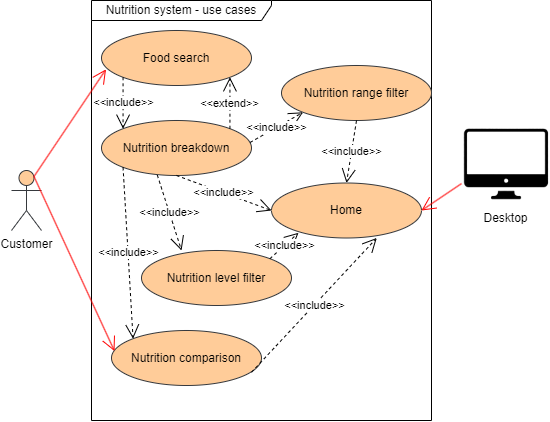 Nutrition system - use cases
Food search
<<include>>
<<extend>>
Nutrition range filter
<<include>>
Nutrition breakdown
<<include>>
<<include>>
Customer
Home
Desktop
<<include>>
<<include>>
Nutrition level filter
<<include>>
Nutrition comparison